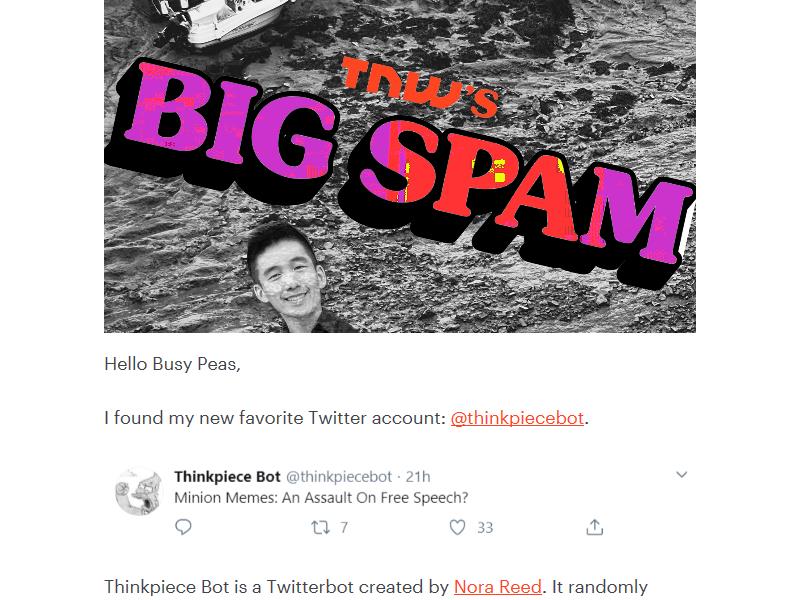 TNW's
BIG SPAM
Hello Busy Peas,
I found my new favorite Twitter account: @thinkpiecebot.
Thinkpiece Bot @thinkpiecebot · 21h
Minion Memes: An Assault On Free Speech?
7 33
Thinkpiece Bot is a Twitterbot created by Nora Reed. It randomly